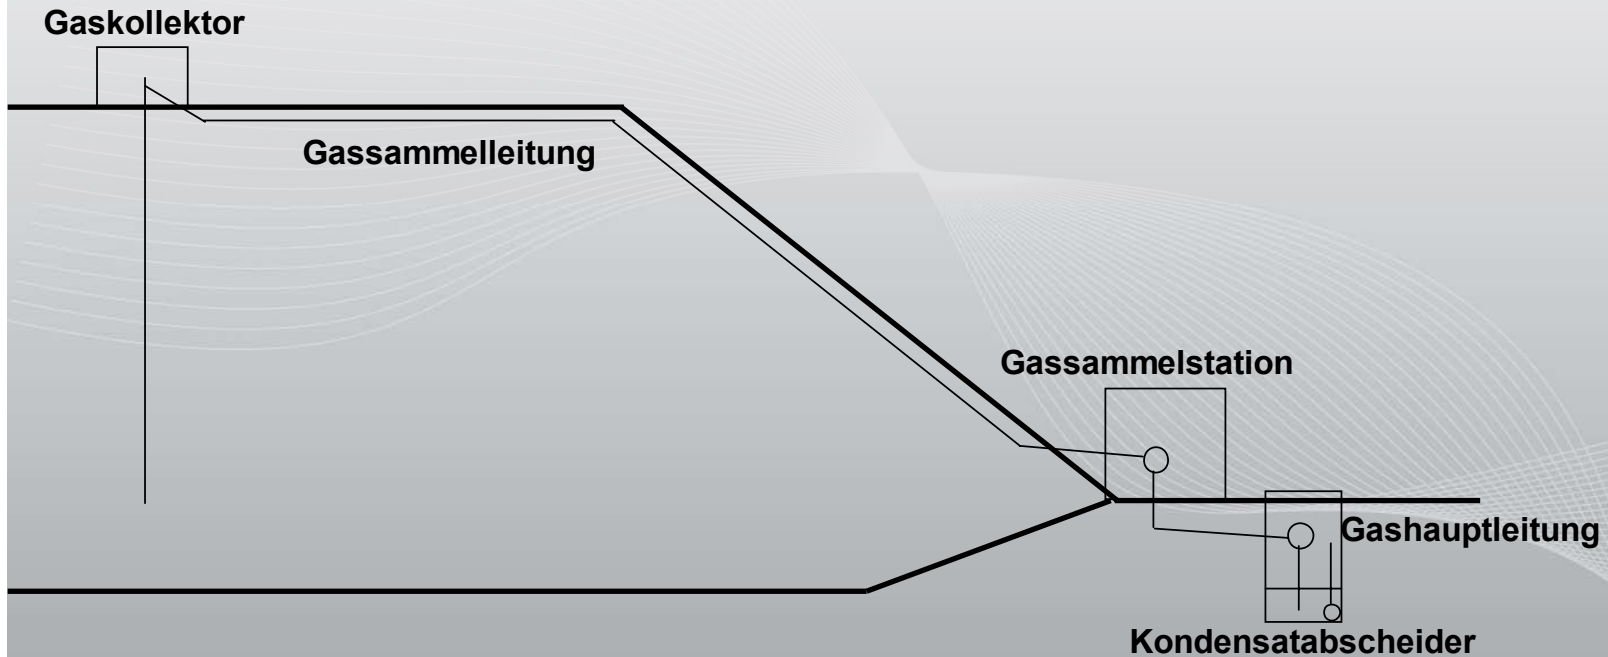 Gaskollektor
Gassammelleitung
Gassammelstation
Gashauptleitung
Kondensatabscheider